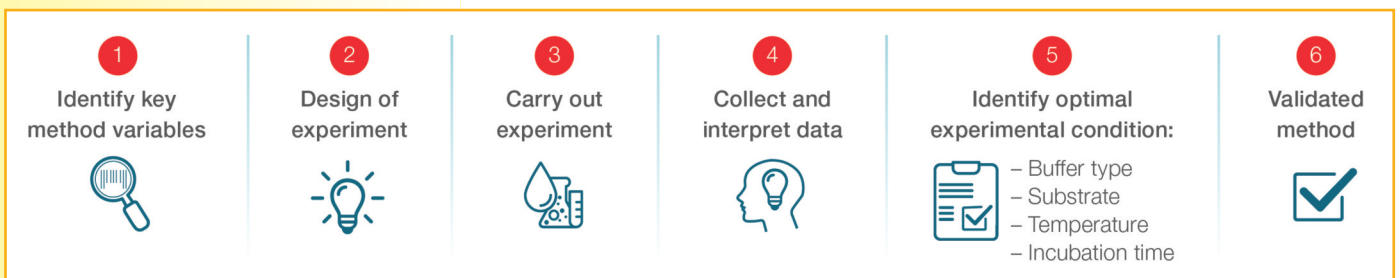 1
Identify key
method variables
2
Design of
experiment
3
Carry out
experiment
4
Collect and
interpret data
5
Identify optimal
experimental condition:
– Buffer type
– Substrate
– Temperature
– Incubation time
6
Validated
method